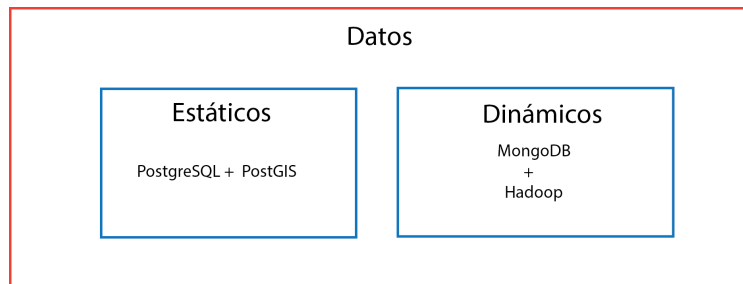 Datos
Estáticos
PostgreSQL + PostGIS
Dinámicos
MongoDB
+
Hadoop